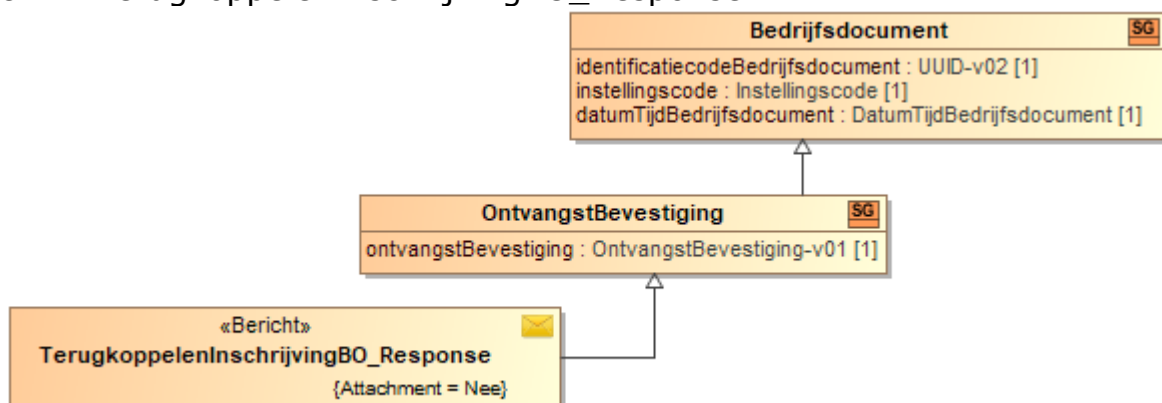 Bedrijfsdocument SG
identificatiecodeBedrijfsdocument : UUID-v02 [1]
instellingscode : Instellingscode [1]
datumTijdBedrijfsdocument : DatumTijdBedrijfsdocument [1]
OntvangstBevestiging SG
ontvangstBevestiging : OntvangstBevestiging-v01 [1]
«Bericht»
TerugkoppelenInschrijvingBO_Response
{Attachment = Nee}